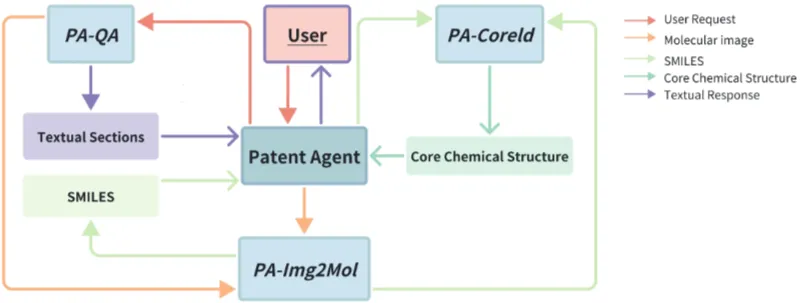 PA-QA
User
PA-CoreId
User Request
Molecular image
SMILES
Core Chemical Structure
Textual Response
Textual Sections
Patent Agent
Core Chemical Structure
SMILES
PA-Img2Mol